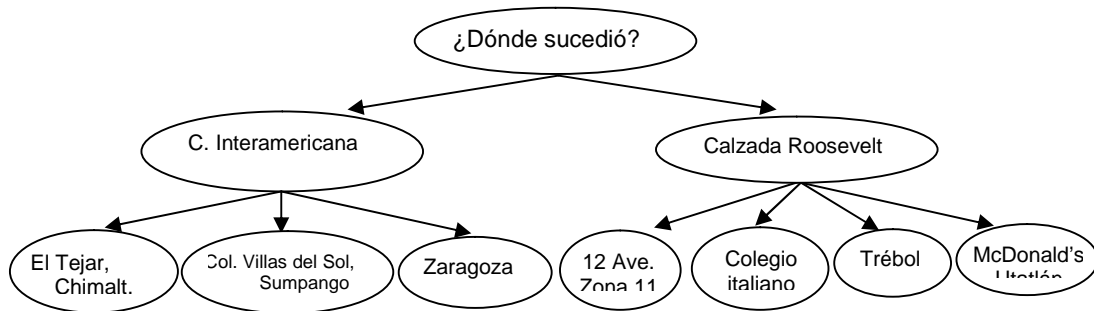 ¿Dónde sucedió?
C. Interamericana
Calzada Roosevelt
El Tejar,
Chimalt.
Col. Villas del Sol,
Sumpango
Zaragoza
12 Ave.
Zona 11
Colegio
italiano
Trébol
McDonald's
Utatlán